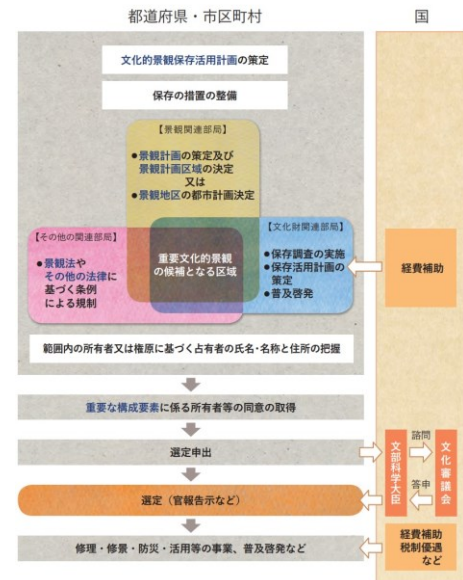 都道府県・市区町村
国
文化的景観保存活用計画の策定
保存の措置の整備
【景観関連部局】
●景観計画の策定及び
景観計画区域の決定
又は
●景観地区の都市計画決定
【その他の関連部局】
●景観法や
その他の法律に
基づく条例
による規制
重要文化的景観
の候補となる区域
【文化財関連部局】
●保存調査の実施
●保存活用計画の
策定
●普及啓発
経費補助
範囲内の所有者又は権原に基づく占有者の氏名・名称と住所の把握
重要な構成要素に係る所有者等の同意の取得
選定申出
文部科学大臣
諮問
答申
文化審議会
選定（官報告示など）
修理・修景・防災・活用等の事業、普及啓発など
経費補助
税制優遇
など